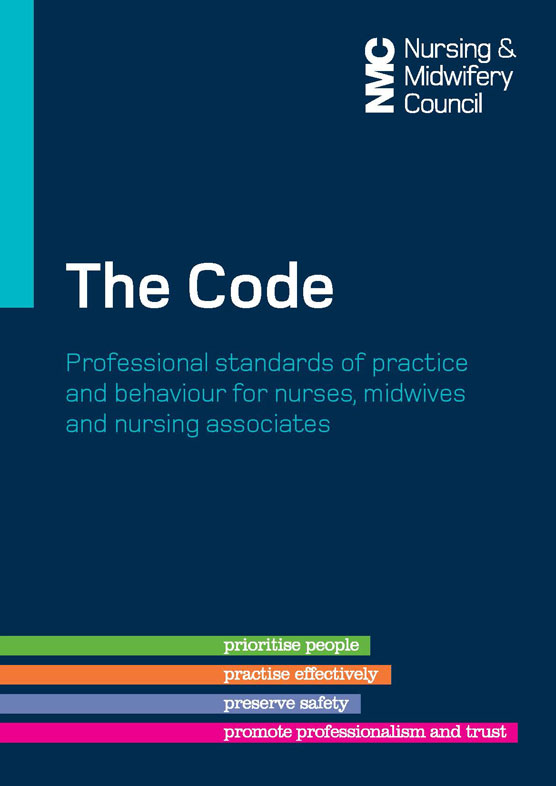 NMC
Nursing &
Midwifery
Council
The Code
Professional standards of practice
and behaviour for nurses, midwives
and nursing associates
prioritise people
practise effectively
preserve safety
promote professionalism and trust